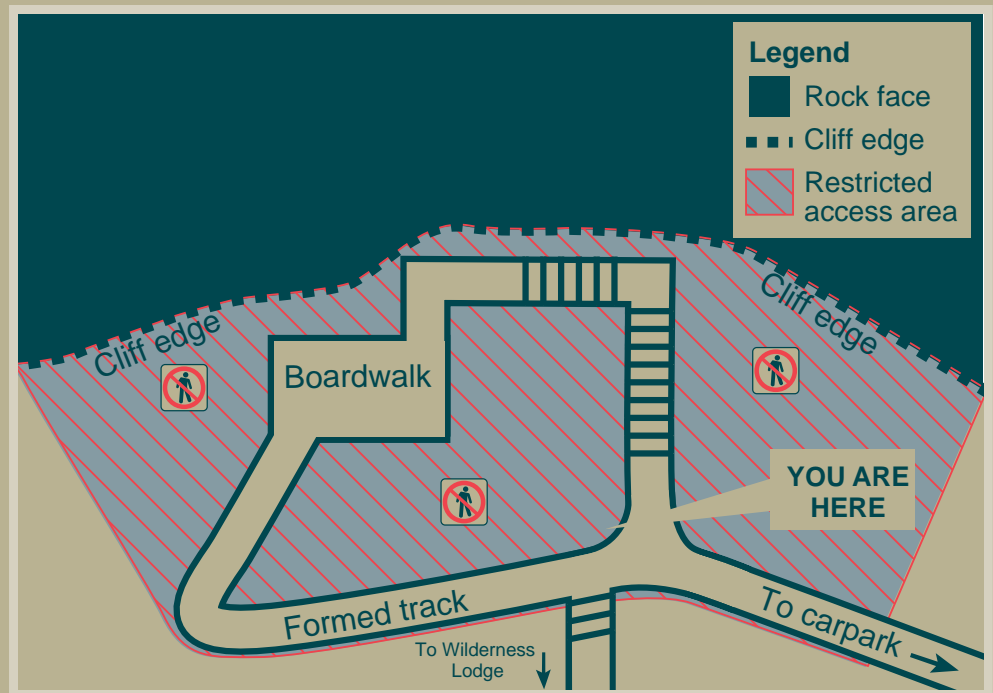 Legend
Rock face
Cliff edge
Restricted
access area
Cliff edge
Cliff edge
Boardwalk
YOU ARE
HERE
Formed track
To carpark
To Wilderness
Lodge